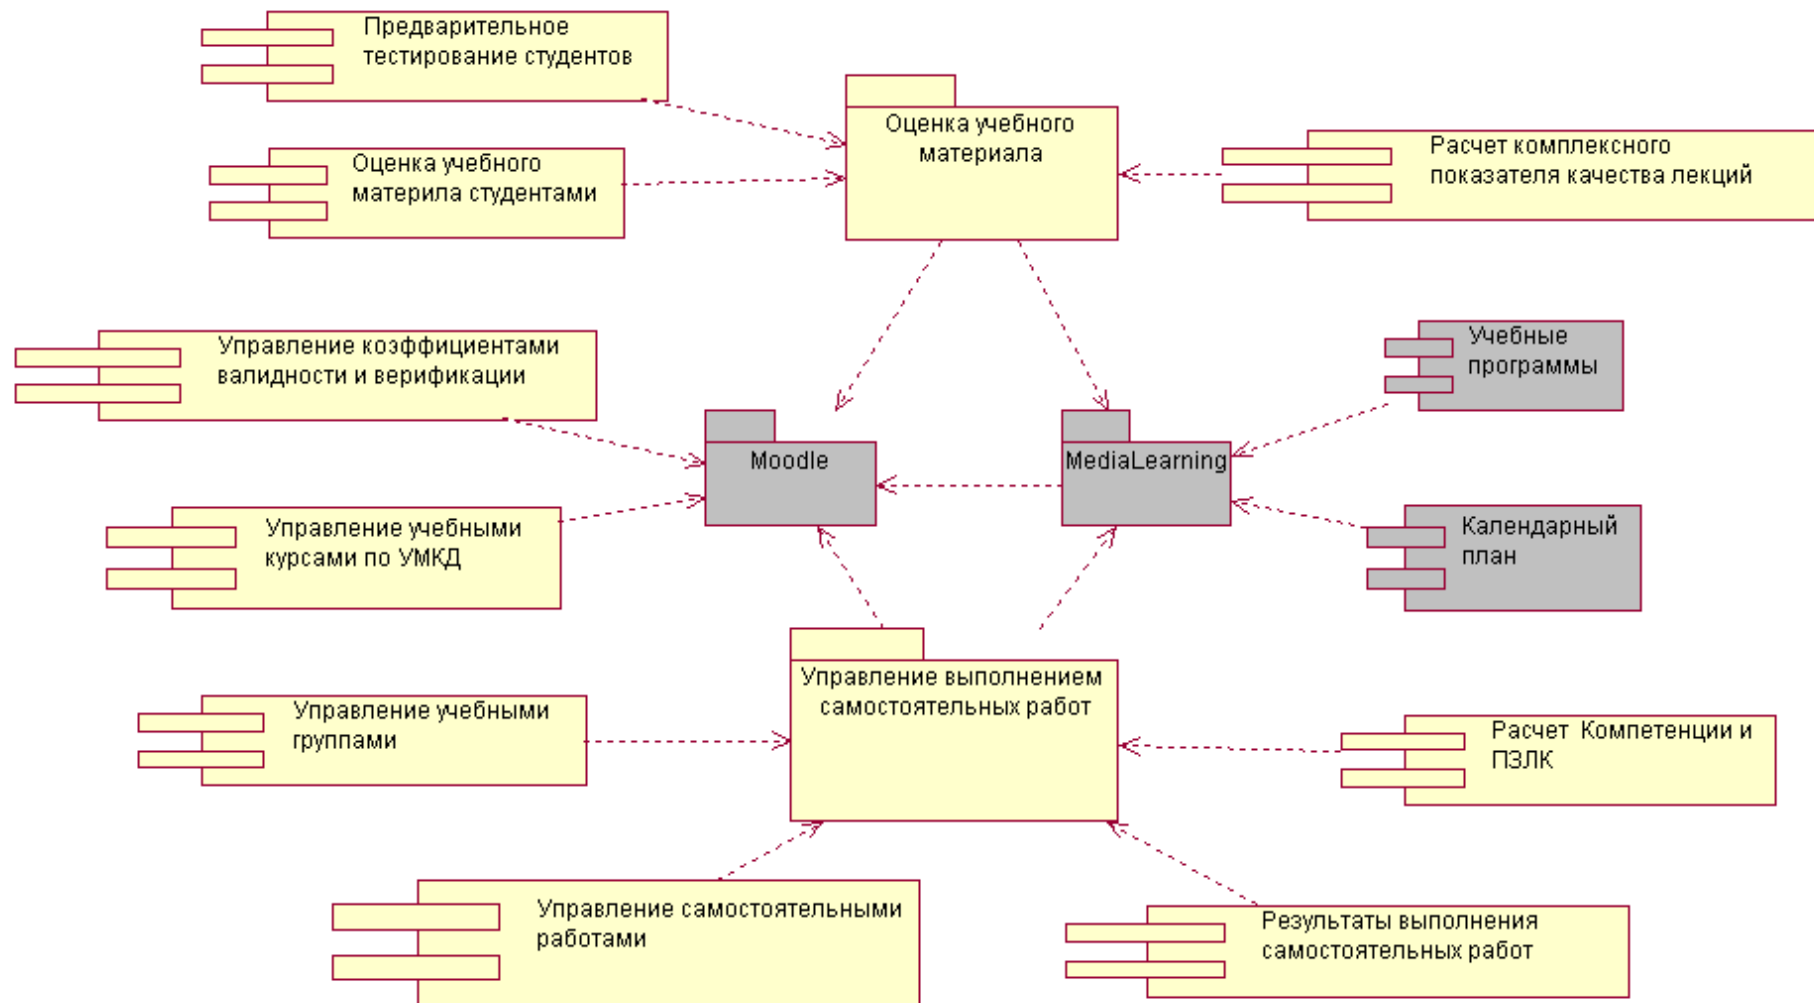 Предварительное
тестирование студентов
Оценка учебного
материала
Расчет комплексного
показателя качества лекций
Оценка учебного
материла студентами
Управление коэффициентами
валидности и верификации
Учебные
программы
Moodle
MediaLearning
Управление учебными
курсами по УМКД
Календарный
план
Управление выполнением
самостоятельных работ
Управление учебными
группами
Расчет Компетенции и
ПЗЛК
Управление самостоятельными
работами
Результаты выполнения
самостоятельных работ